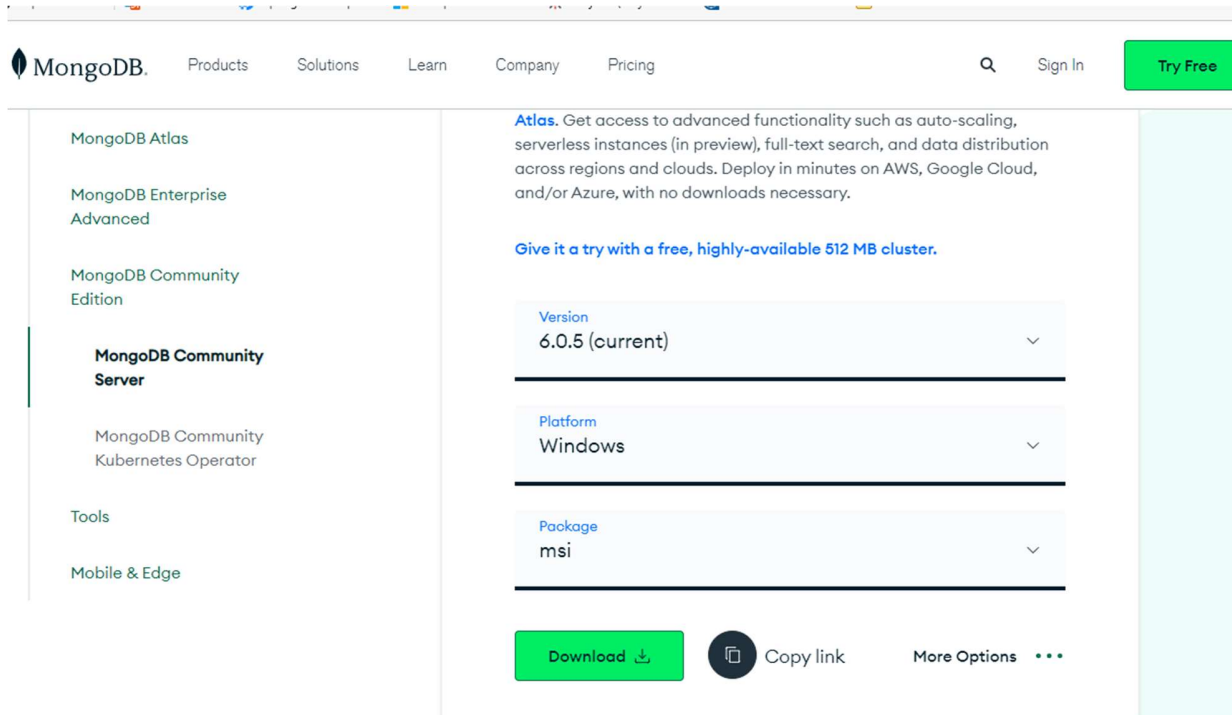 MongoDB.
Products
Solutions
Learn
Company
Pricing
Sign In
Try Free
MongoDB Atlas
MongoDB Enterprise
Advanced
MongoDB Community
Edition
MongoDB Community
Server
MongoDB Community
Kubernetes Operator
Tools
Mobile & Edge
Atlas. Get access to advanced functionality such as auto-scaling,
serverless instances (in preview), full-text search, and data distribution
across regions and clouds. Deploy in minutes on AWS, Google Cloud,
and/or Azure, with no downloads necessary.
Give it a try with a free, highly-available 512 MB cluster.
Version
6.0.5 (current)
Platform
Windows
Package
msi
Download
Copy link
More Options